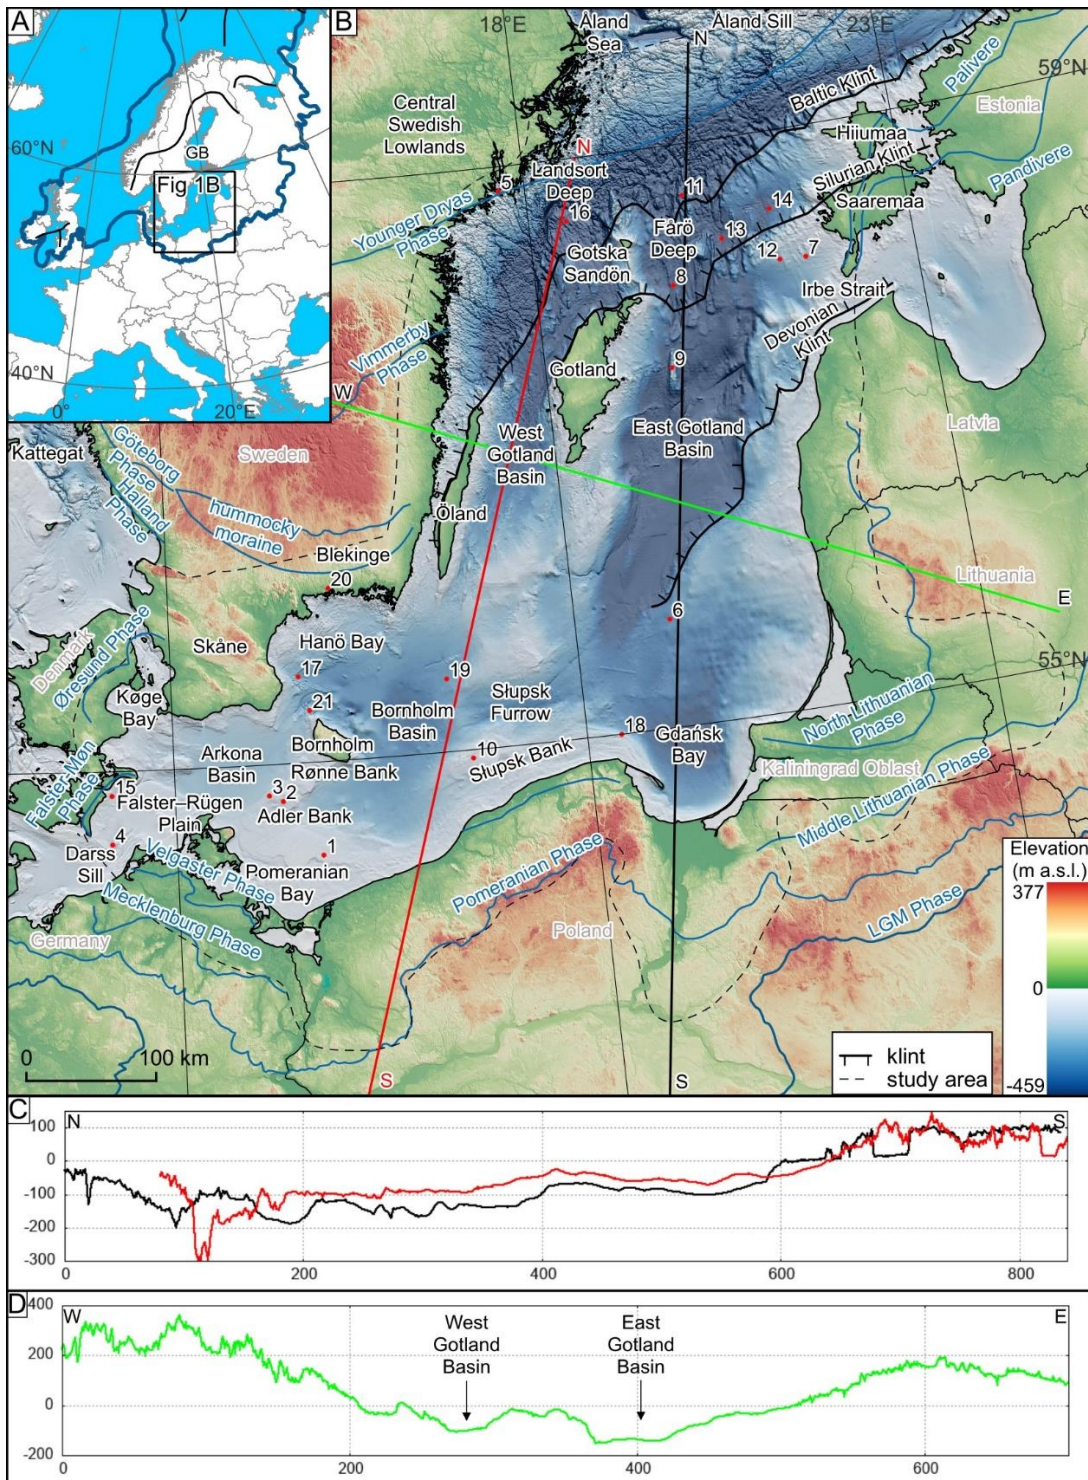 A
60°N
GB
Fig 1B
40°N
0°
20°E
B
18°E
Åland
Sea
Åland Sill
N
23°E
59°N
Palivere
Estonia
Baltic Klint
Central
Swedish
Lowlands
Hiiumaa
Silurian Klint
Pandivere
N
Landsort
Deep
5
11
14
Saaremaa
16
Younger Dryas
Phase
Fårö
Deep
13
Gotska
Sandön
12
7
8
Irbe Strait
Devonian
Klint
Vimmerby
Phase
9
Gotland
W
Latvia
Kattegat
Göteborg
Phase
Sweden
West
Gotland
Basin
East Gotland
Basin
Halland
Phase
hummocky
moraine
Öland
Blekinge
Lithuania
E
20
6
Denmark
Øresund Phase
Skåne
Hanö Bay
55°N
17
19
Køge
Bay
21
Bornholm
Basin
Słupsk
Furrow
North Lithuanian
Phase
18
Gdańsk
Bay
Arkona
Basin
Bornholm
10
Słupsk Bank
Falster-Møn
Phase
Rønne Bank
Kaliningrad Oblast
15
Falster–Rügen
Plain
3
2
Adler Bank
Middle Lithuanian Phase
4
Darss
Sill
Velgaster Phase
1
Pomeranian
Bay
Pomeranian Phase
Elevation
(m a.s.l.)
377
Mecklenburg Phase
LGM Phase
Germany
Poland
0
0
100 km
klint
study area
-459
S
S
C
N
S
100
0
-100
-200
-300
0
200
400
600
800
D
W
E
400
200
0
-200
West
Gotland
Basin
East
Gotland
Basin
0
200
400
600